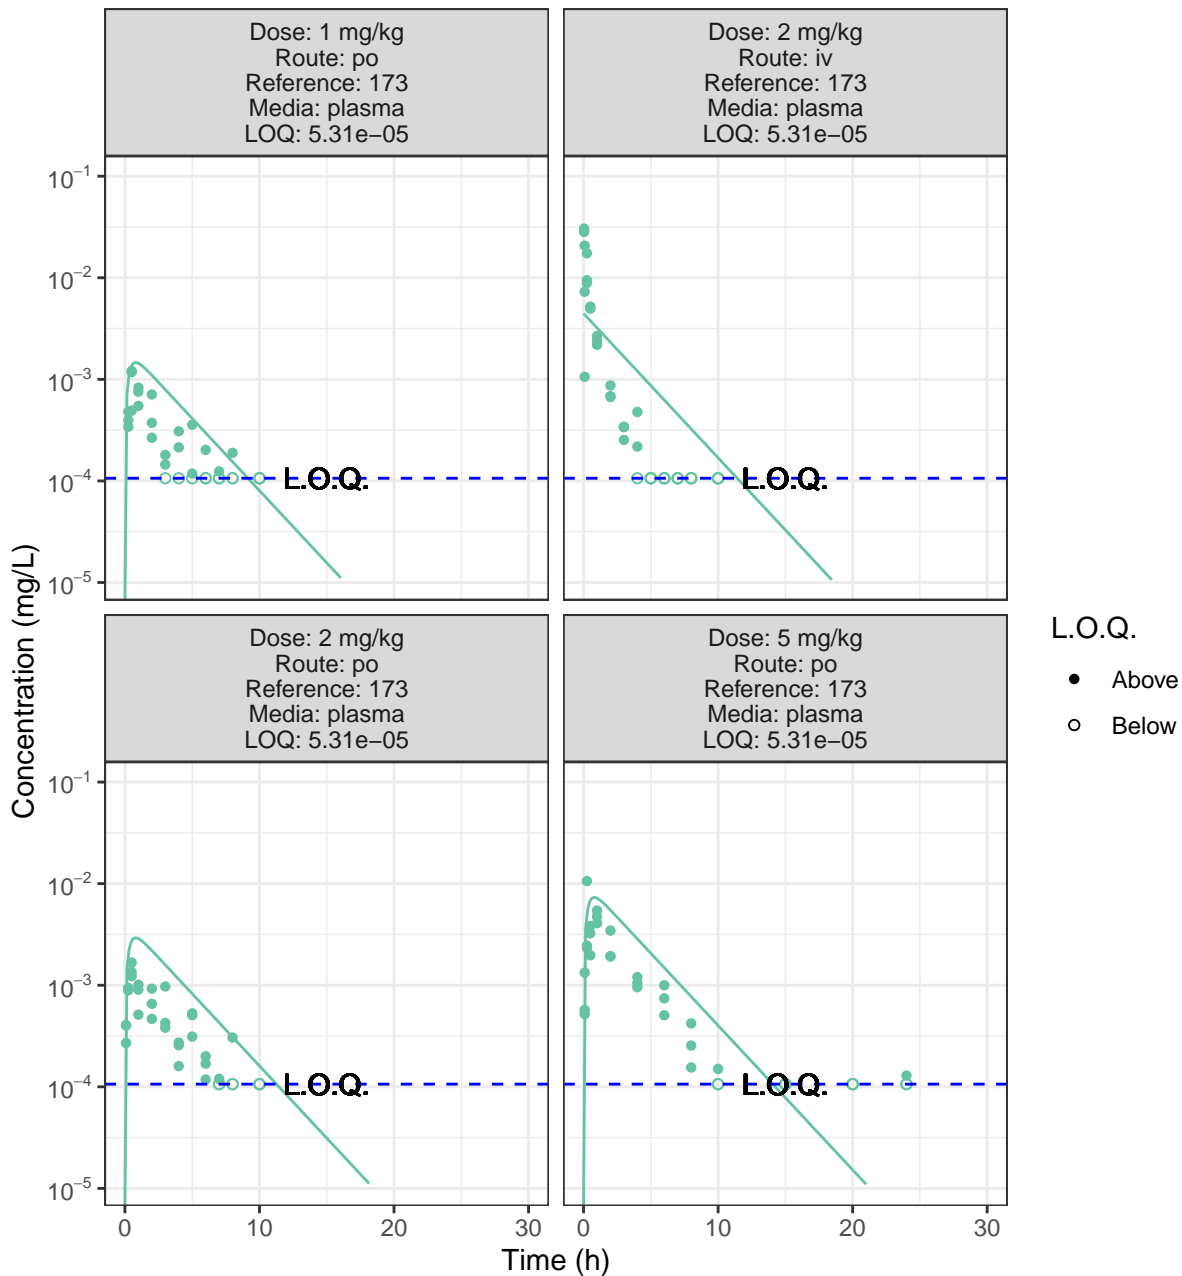 Dose: 1 mg/kg
Route: po
Reference: 173
Media: plasma
LOQ: 5.31e−05
Dose: 2 mg/kg
Route: iv
Reference: 173
Media: plasma
LOQ: 5.31e−05
10⁻¹
10⁻²
10⁻³
10⁻⁴
10⁻⁵
L.O.Q.
L.O.Q.
Dose: 2 mg/kg
Route: po
Reference: 173
Media: plasma
LOQ: 5.31e−05
Dose: 5 mg/kg
Route: po
Reference: 173
Media: plasma
LOQ: 5.31e−05
10⁻¹
10⁻²
10⁻³
10⁻⁴
10⁻⁵
L.O.Q.
L.O.Q.
0 10 20 30
0 10 20 30
Time (h)
Concentration (mg/L)
L.O.Q.
Above
Below